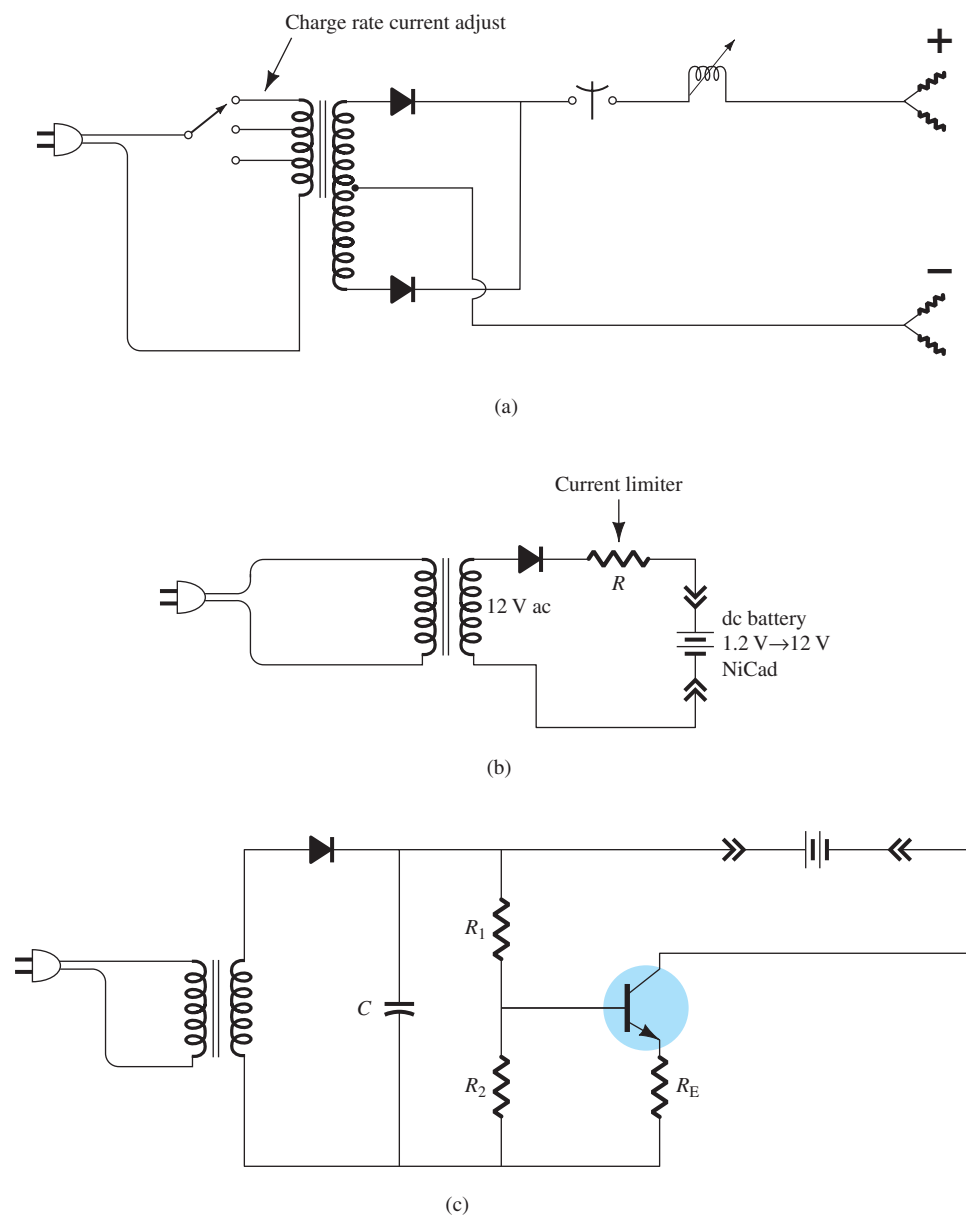 Charge rate current adjust
+
−
(a)
Current limiter
R
12 V ac
dc battery
1.2 V→12 V
NiCad
(b)
R1
C
R2
RE
(c)